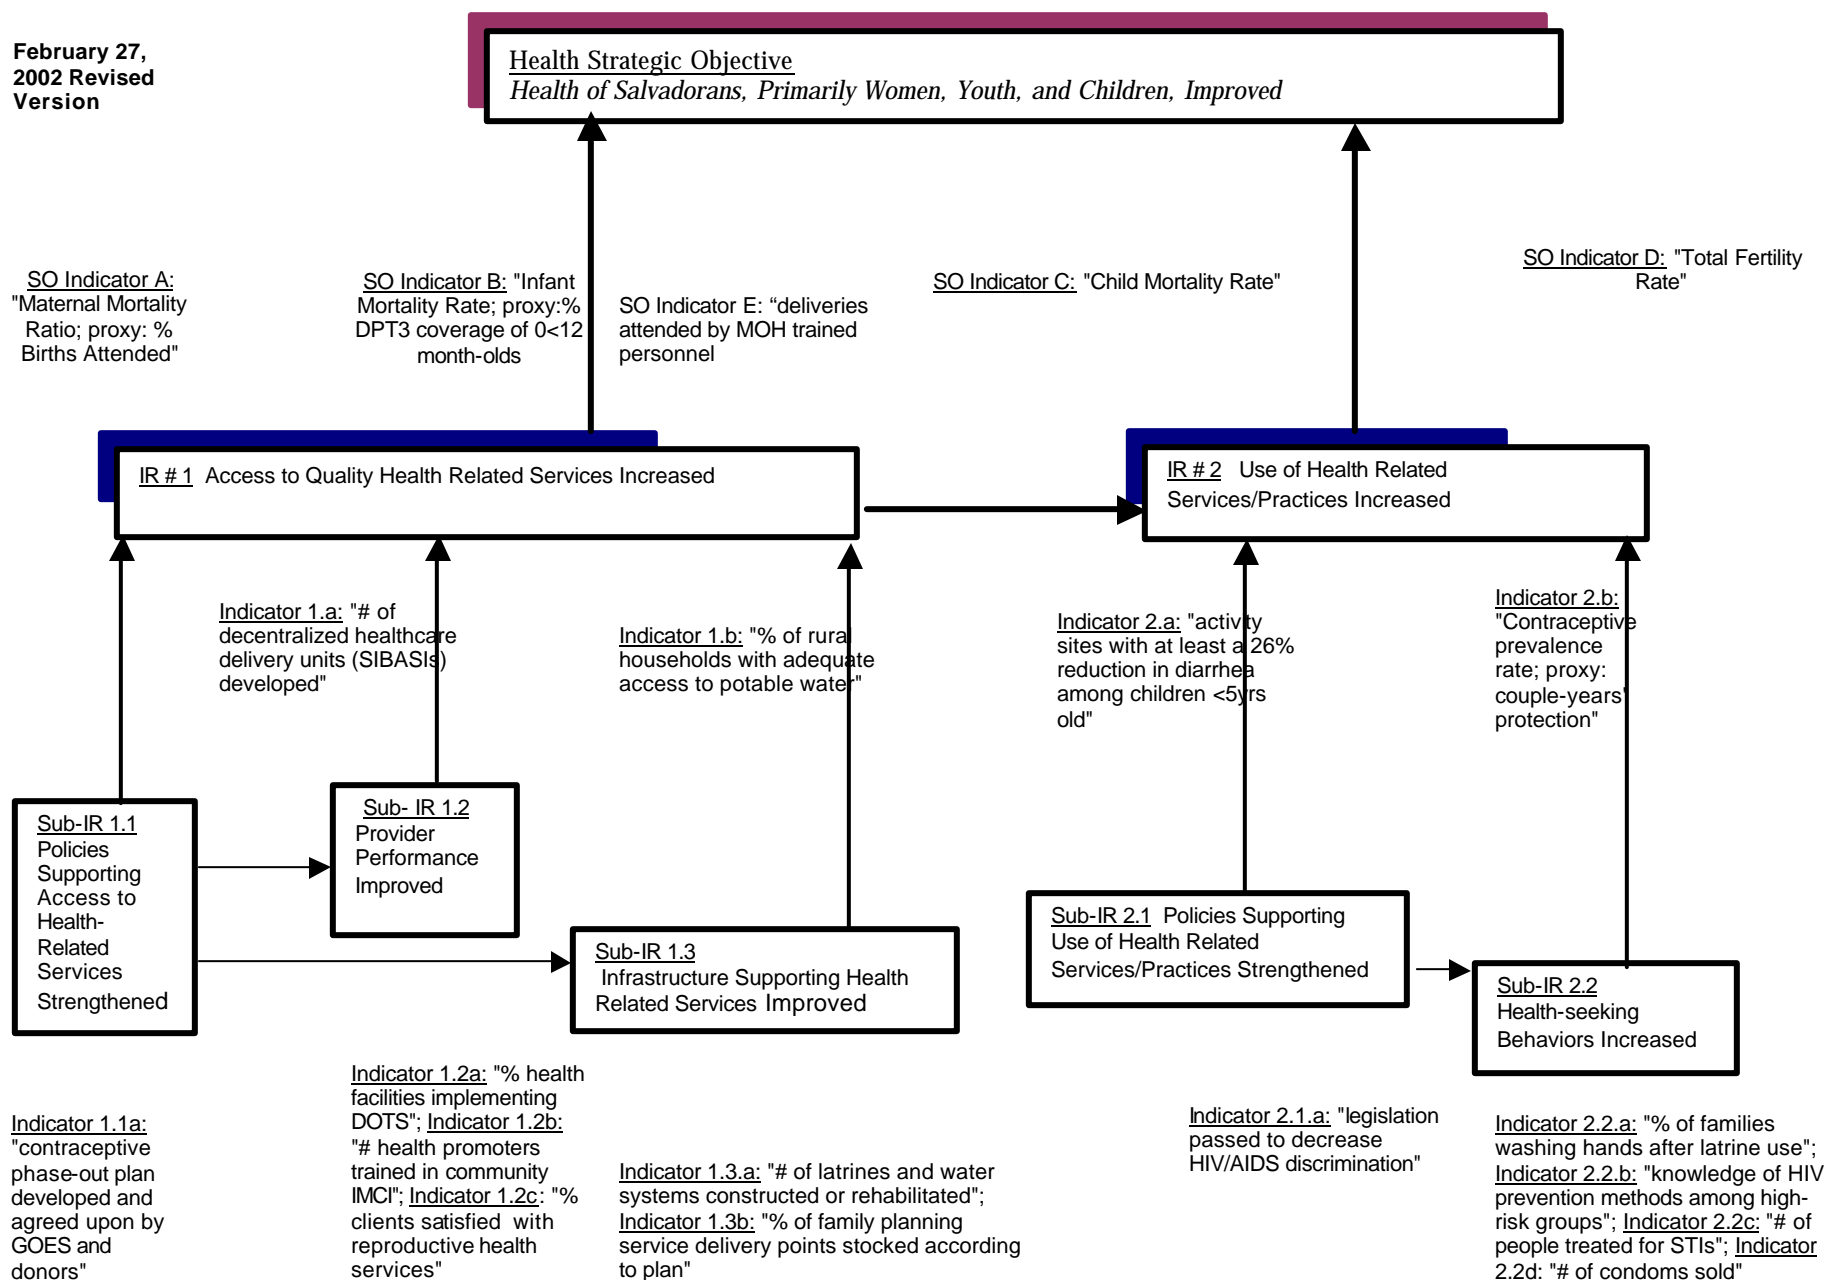 February 27,
2002 Revised
Version
Health Strategic Objective
Health of Salvadorans, Primarily Women, Youth, and Children, Improved
SO Indicator A:
"Maternal Mortality
Ratio; proxy: %
Births Attended"
SO Indicator B: "Infant
Mortality Rate; proxy:%
DPT3 coverage of 0<12
month-olds
SO Indicator E: “deliveries
attended by MOH trained
personnel
SO Indicator C: "Child Mortality Rate"
SO Indicator D: "Total Fertility
Rate"
IR # 1 Access to Quality Health Related Services Increased
IR # 2 Use of Health Related
Services/Practices Increased
Indicator 1.a: "# of
decentralized healthcare
delivery units (SIBASIs)
developed"
Indicator 1.b: "% of rural
households with adequate
access to potable water"
Indicator 2.a: "activity
sites with at least a 26%
reduction in diarrhea
among children <5yrs
old"
Indicator 2.b:
"Contraceptive
prevalence
rate; proxy:
couple-years'
protection"
Sub-IR 1.1
Policies
Supporting
Access to
Health-
Related
Services
Strengthened
Sub- IR 1.2
Provider
Performance
Improved
Sub-IR 1.3
Infrastructure Supporting Health
Related Services Improved
Sub-IR 2.1 Policies Supporting
Use of Health Related
Services/Practices Strengthened
Sub-IR 2.2
Health-seeking
Behaviors Increased
Indicator 1.1a:
"contraceptive
phase-out plan
developed and
agreed upon by
GOES and
donors"
Indicator 1.2a: "% health
facilities implementing
DOTS"; Indicator 1.2b:
"# health promoters
trained in community
IMCI"; Indicator 1.2c: "%
clients satisfied with
reproductive health
services"
Indicator 1.3.a: "# of latrines and water
systems constructed or rehabilitated";
Indicator 1.3b: "% of family planning
service delivery points stocked according
to plan"
Indicator 2.1.a: "legislation
passed to decrease
HIV/AIDS discrimination"
Indicator 2.2.a: "% of families
washing hands after latrine use";
Indicator 2.2.b: "knowledge of HIV
prevention methods among high-
risk groups"; Indicator 2.2c: "# of
people treated for STIs"; Indicator
2.2d: "# of condoms sold"